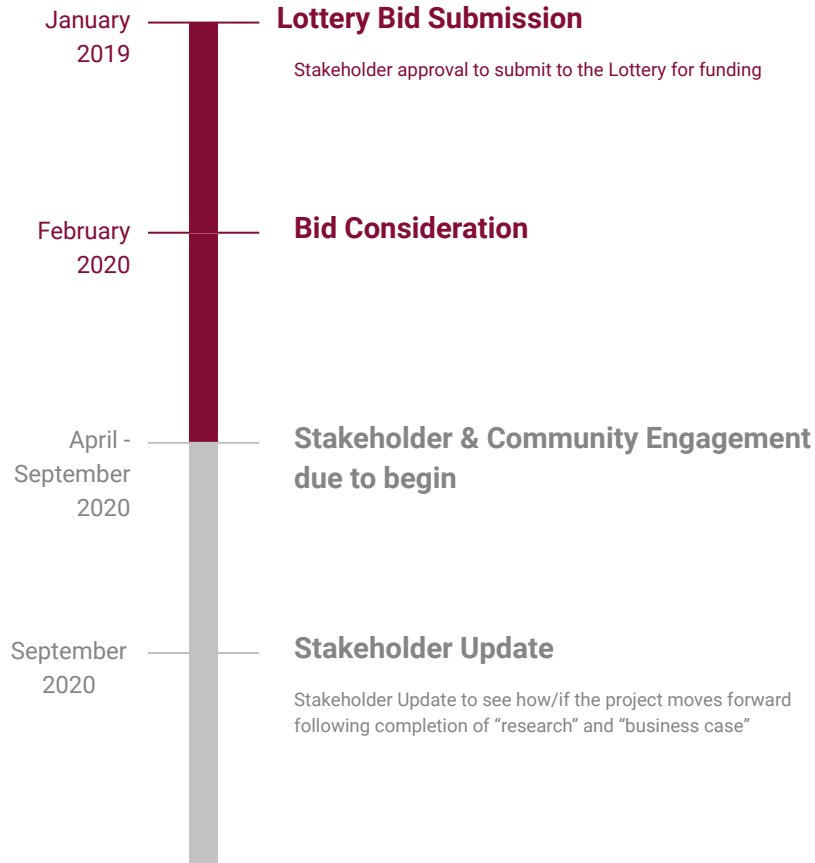 January
2019
Lottery Bid Submission
Stakeholder approval to submit to the Lottery for funding
February
2020
Bid Consideration
April -
September
2020
Stakeholder & Community Engagement
due to begin
September
2020
Stakeholder Update
Stakeholder Update to see how/if the project moves forward
following completion of “research” and “business case”